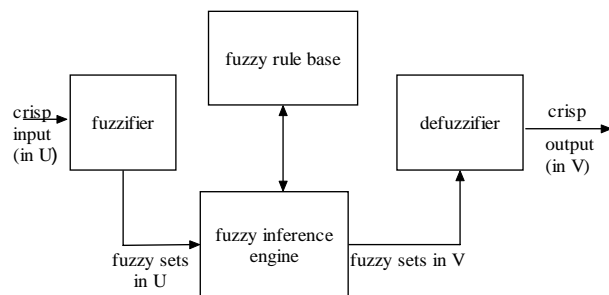 fuzzy rule base
crisp
input
(in U)
fuzzifier
defuzzifier
crisp
output
(in V)
fuzzy inference
engine
fuzzy sets
in U
fuzzy sets in V